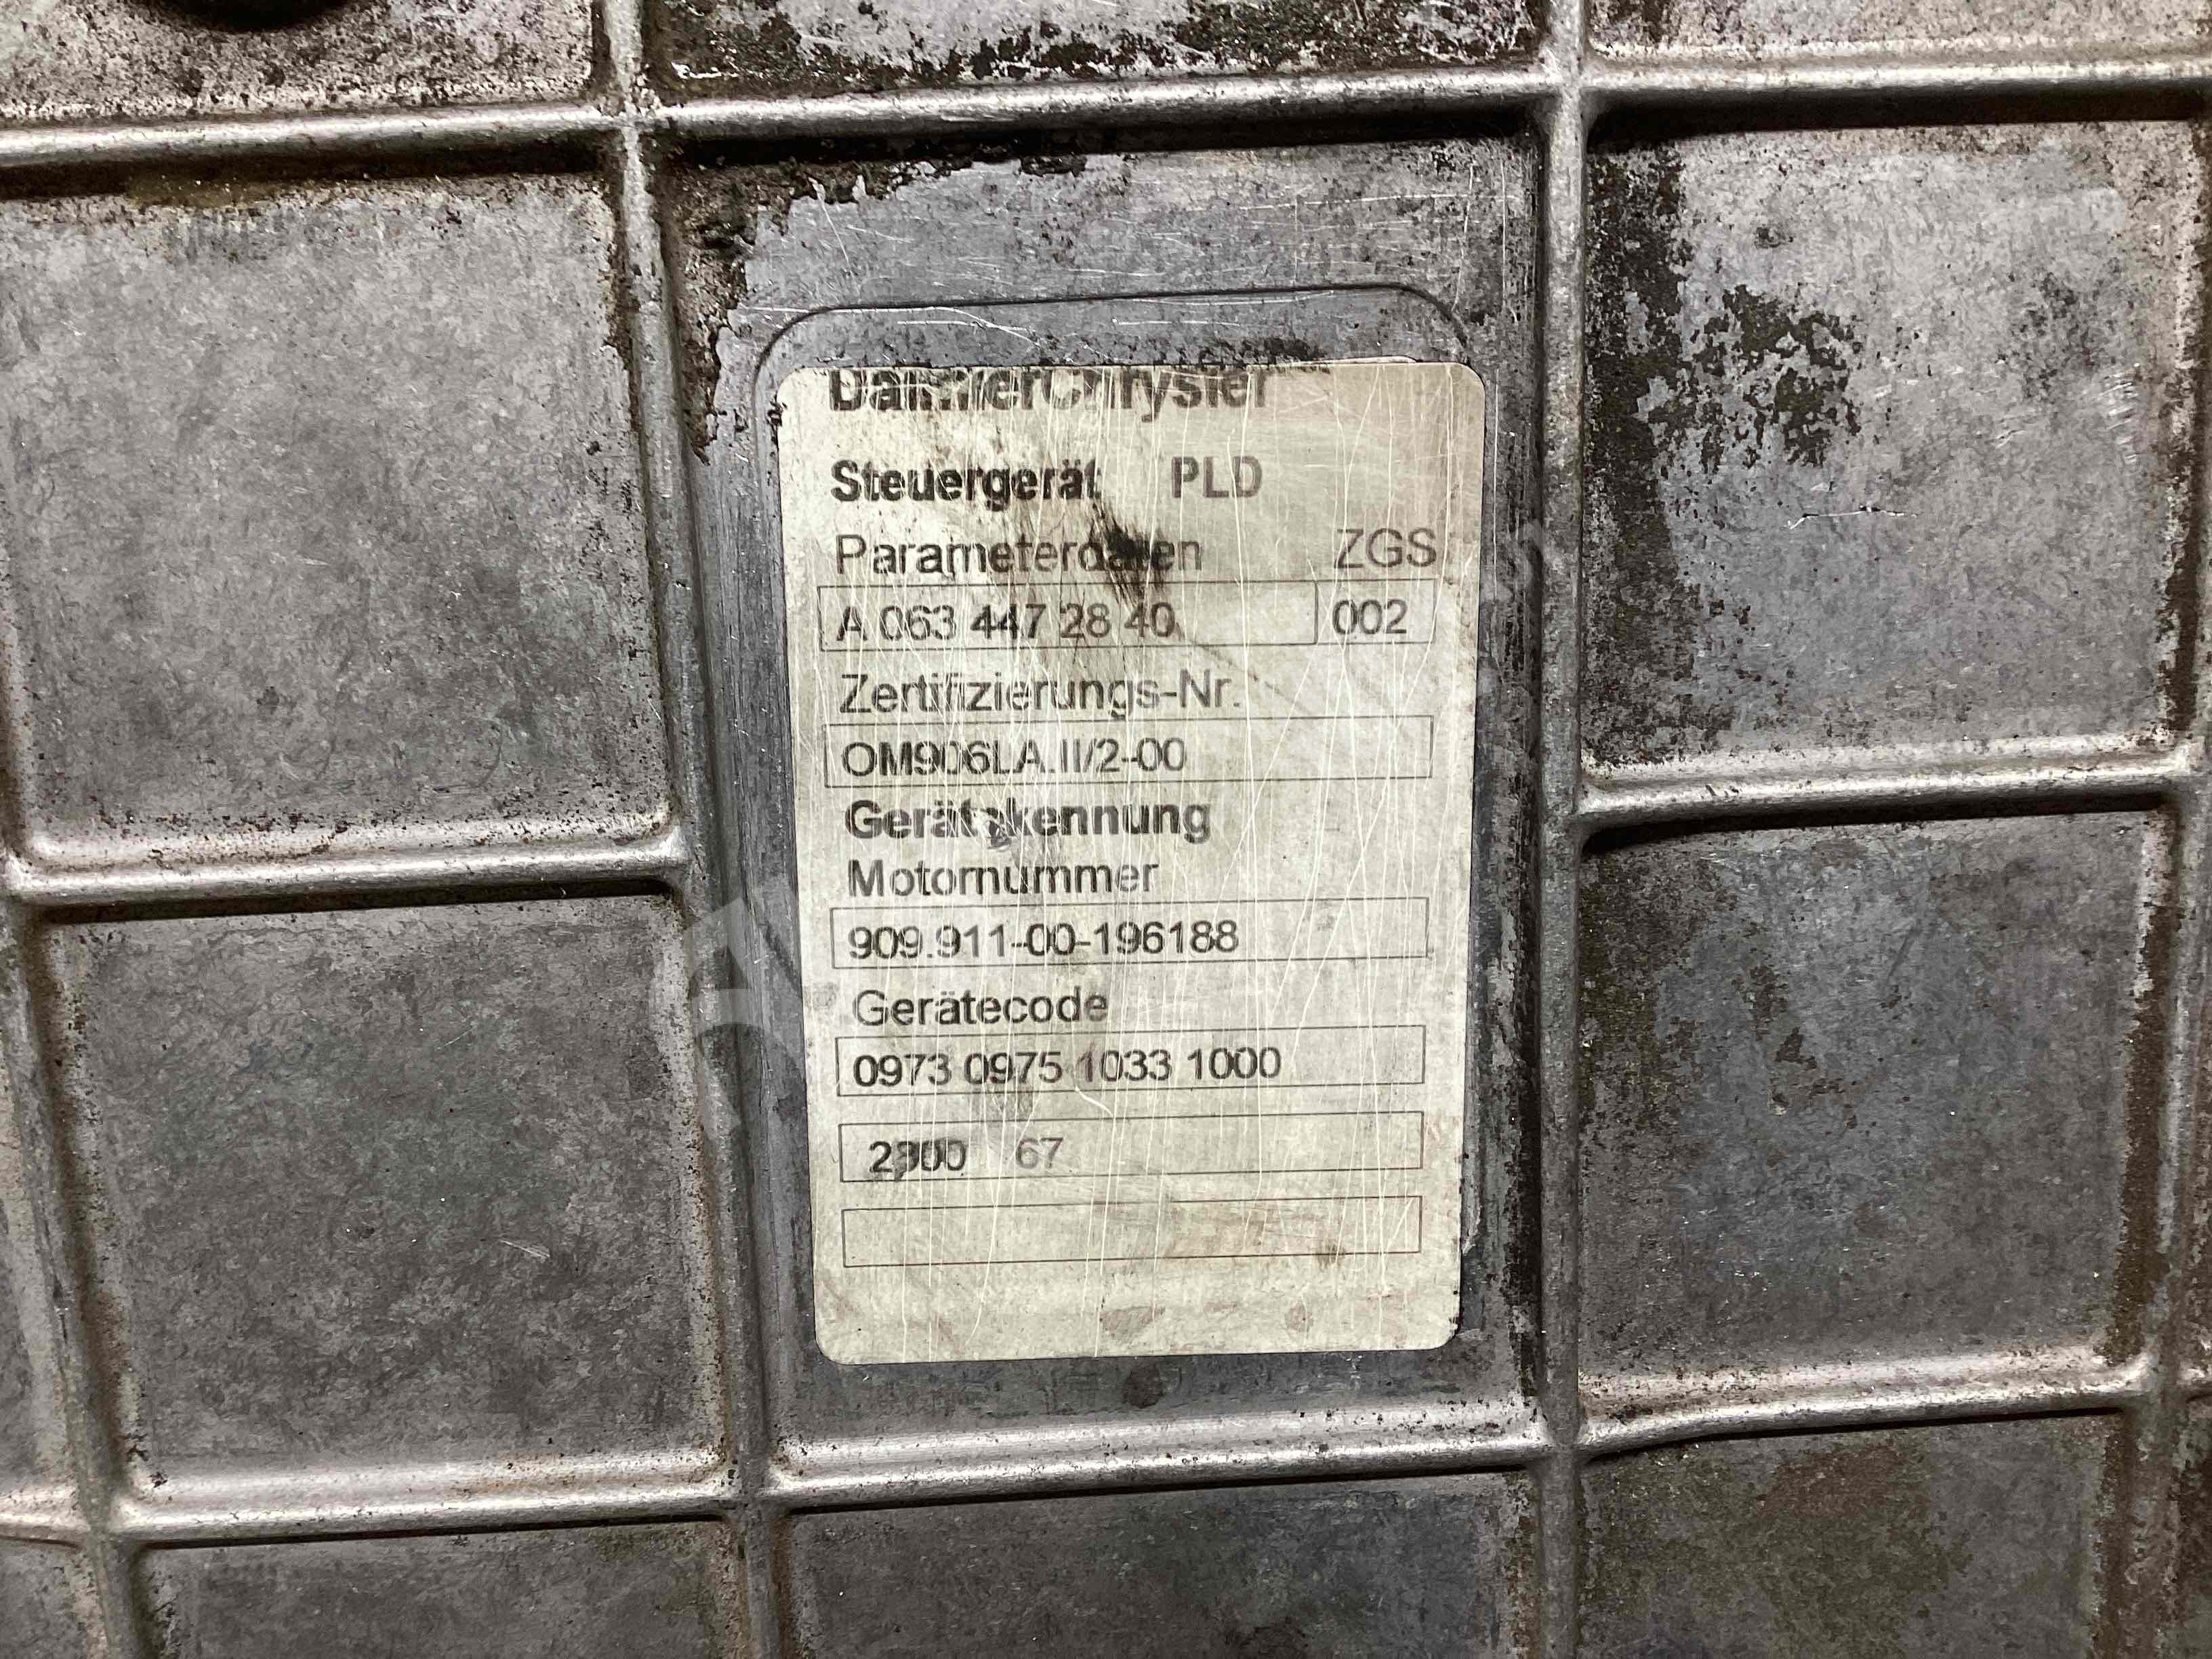 DaimlerChrysler
Steuergerät PLD
Parameterdaten ZGS
A 063 447 28 40 002
Zertifizierungs-Nr.
OM906LA.II/2-00
Gerätekennung
Motornummer
909.911-00-196188
Gerätecode
0973 0975 1033 1000
67